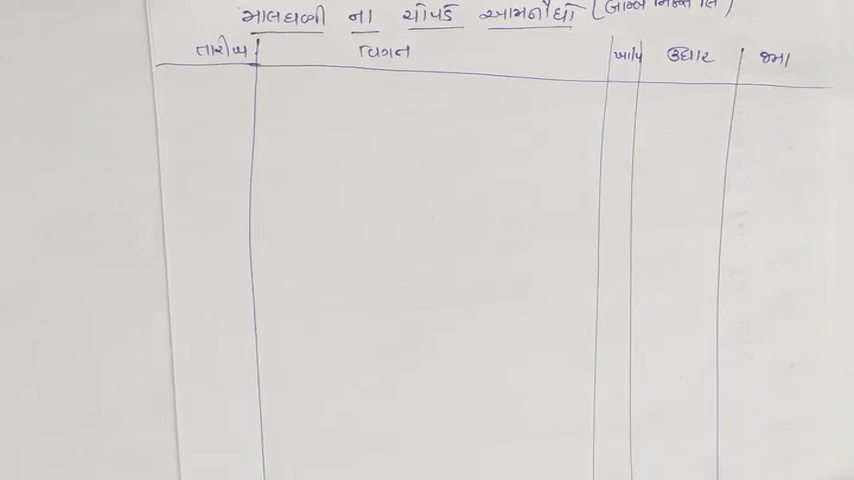 માલધણી ના ચોપડે આમનોંધો
તારીખ વિગત ખા.પા ઉધાર જમા